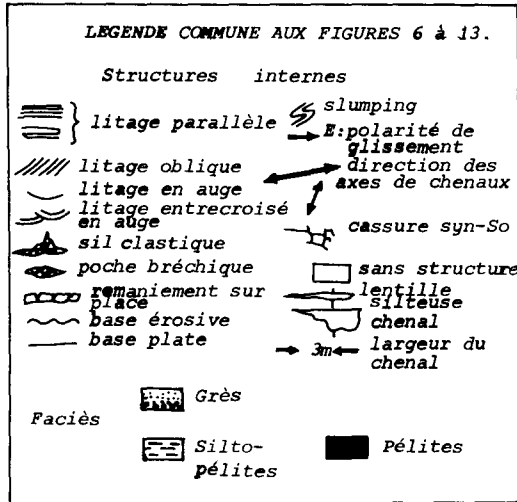 LEGENDE COMMUNE AUX FIGURES 6 à 13.
Structures internes
litage parallèle
litage oblique
litage en auge
litage entrecroisé
en auge
sil clastique
poche bréchique
remaniement sur
place
base érosive
base plate
slumping
E:polarité de
glissement
direction des
axes de chenaux
cassure syn-So
sans structure
lentille
silteuse
chenal
3m largeur du
chenal
Faciès
Grès
Silto-
pélites
Pélites